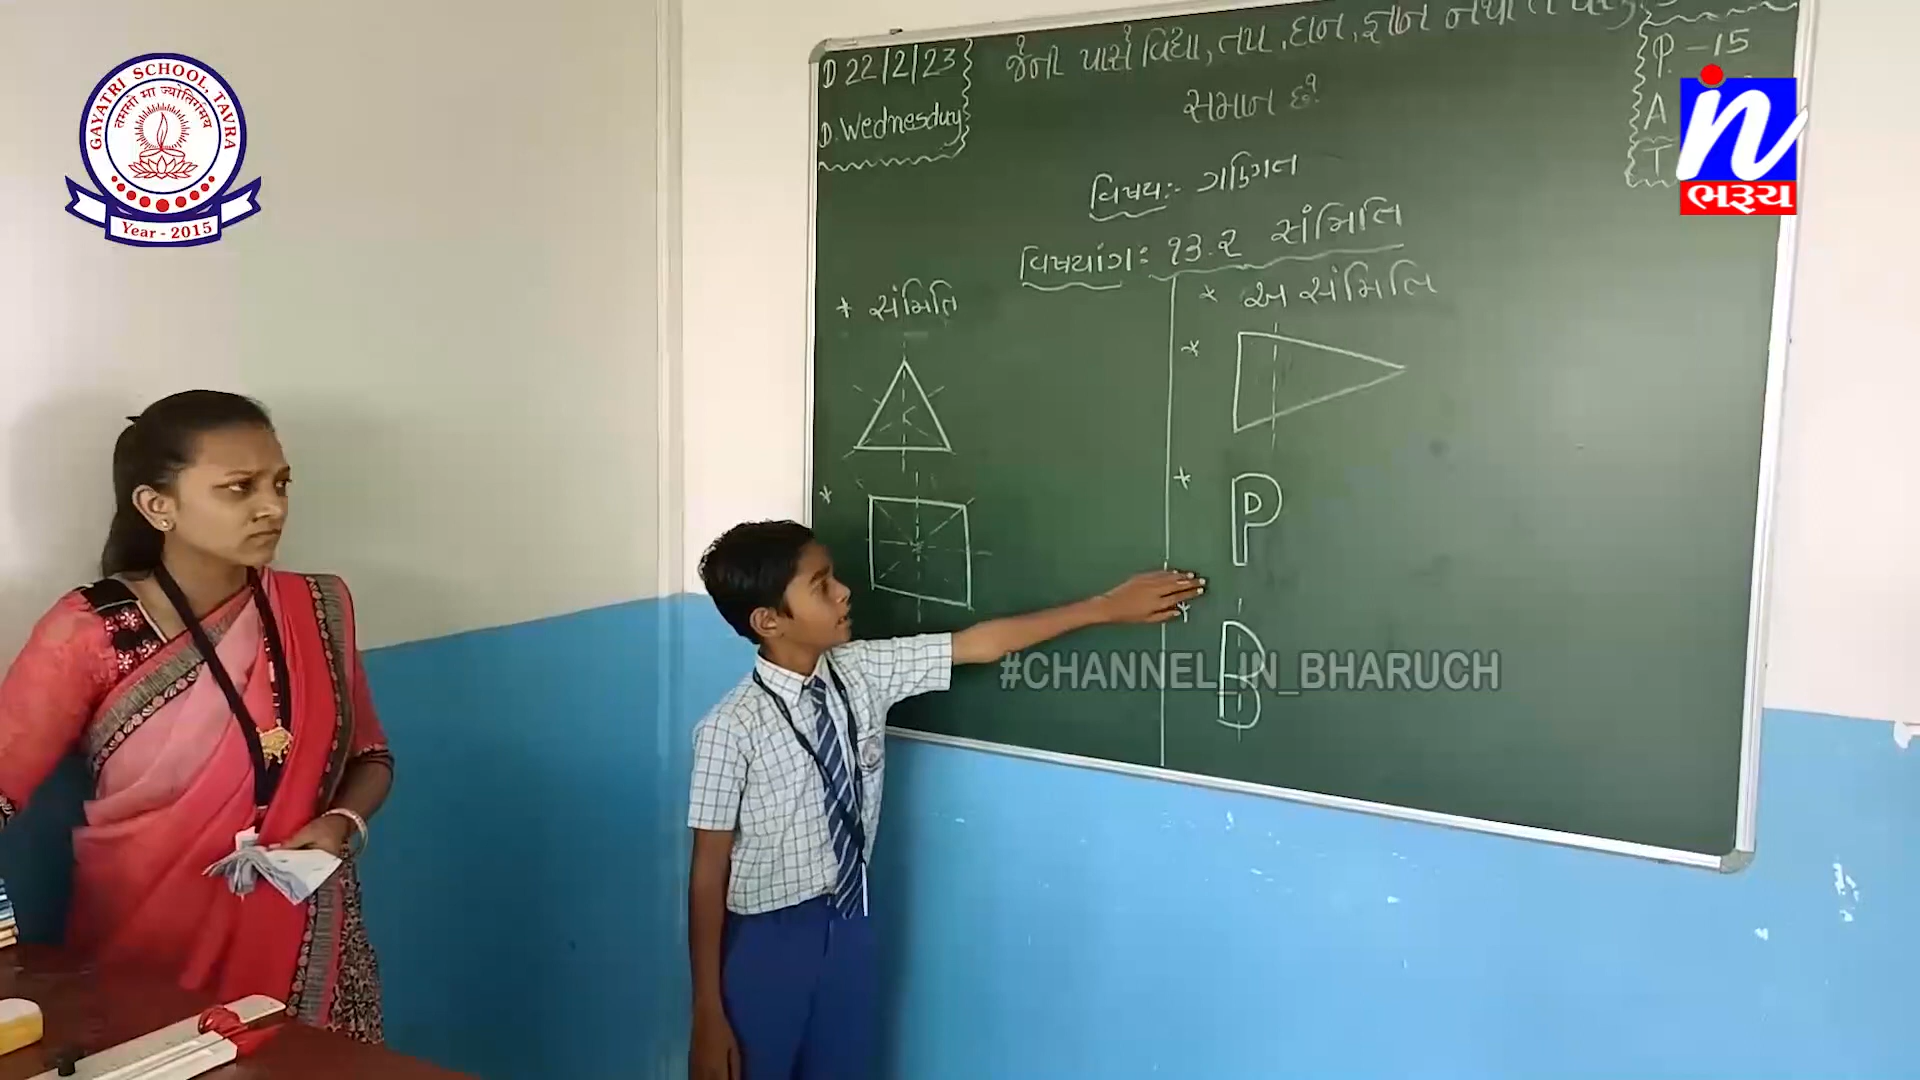 GAYATRI SCHOOL, TAVRA
तमसो मा ज्योतिर्गमय
Year - 2015
D 22/2/23
D. Wednesday
જેની પાસે વિદ્યા, તપ, દાન, જ્ઞાન નથી તે
સમાન છે.
P. - 15
A
T
in
ભરૂચ
વિષય:- ગણિત
વિષયાંગ: ૧૩.૨ સંમિતિ
* સંમિતિ
* અસંમિતિ
P
B
#CHANNEL_IN_BHARUCH